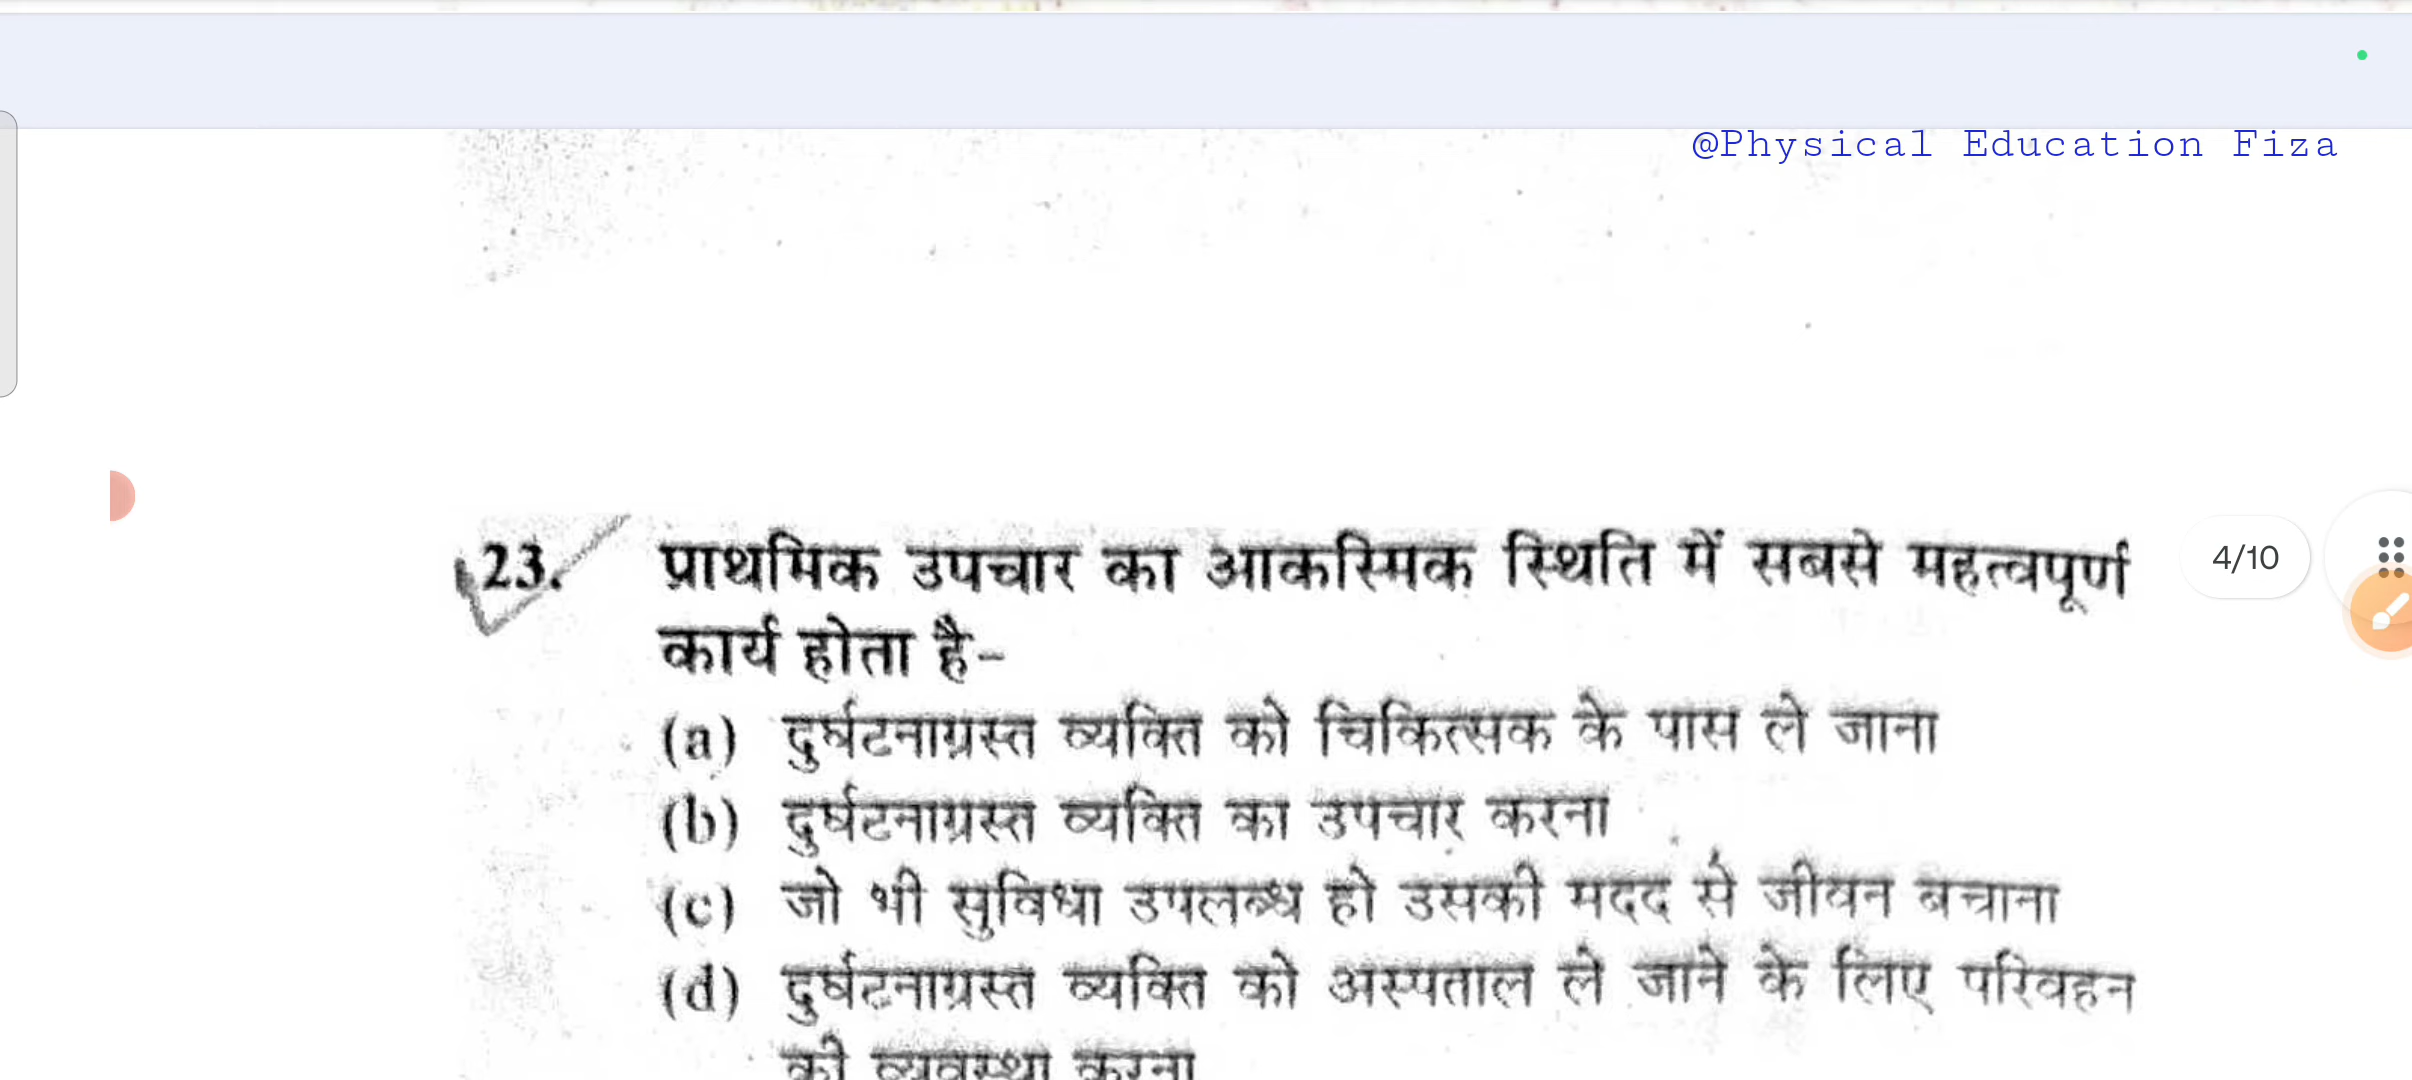 @Physical Education Fiza
23. प्राथमिक उपचार का आकस्मिक स्थिति में सबसे महत्वपूर्ण
4/10
कार्य होता है-
(a) दुर्घटनाग्रस्त व्यक्ति को चिकित्सक के पास ले जाना
(b) दुर्घटनाग्रस्त व्यक्ति का उपचार करना
(c) जो भी सुविधा उपलब्ध हो उसकी मदद से जीवन बचाना
(d) दुर्घटनाग्रस्त व्यक्ति को अस्पताल ले जाने के लिए परिवहन
की व्यवस्था करना